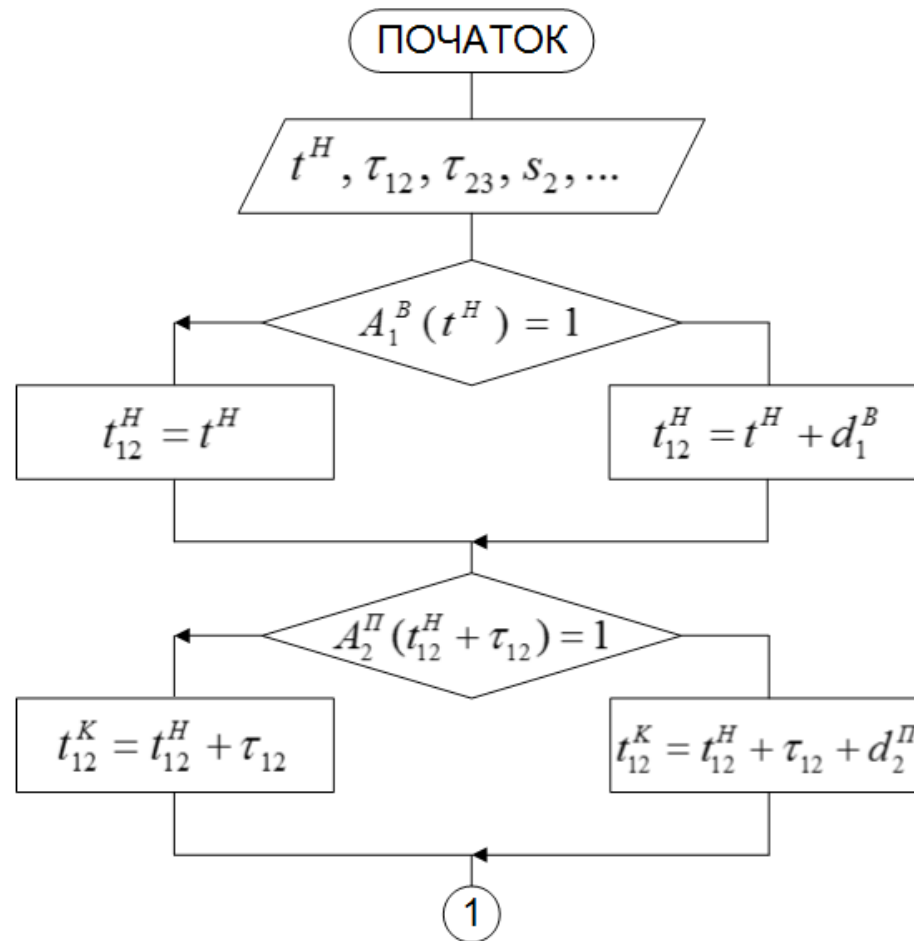 ПОЧАТОК
t^Н, τ_12, τ_23, s_2, ...
A_1^В (t^Н) = 1
t_12^Н = t^Н
t_12^Н = t^Н + d_1^В
A_2^П (t_12^Н + τ_12) = 1
t_12^К = t_12^Н + τ_12
t_12^К = t_12^Н + τ_12 + d_2^П
1